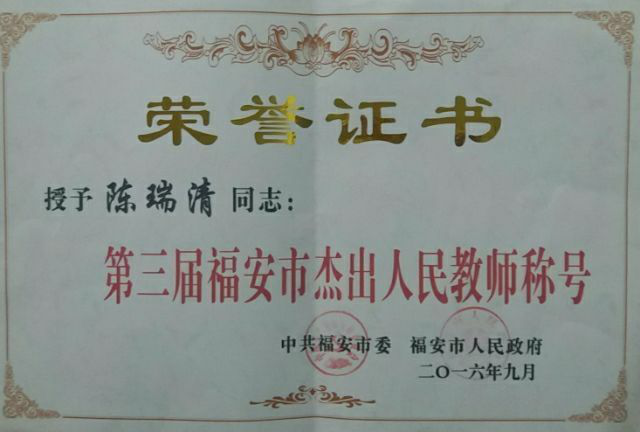 荣誉证书
授予 陈瑞清 同志：
第三届福安市杰出人民教师称号
中共福安市委 福安市人民政府
二〇一六年九月